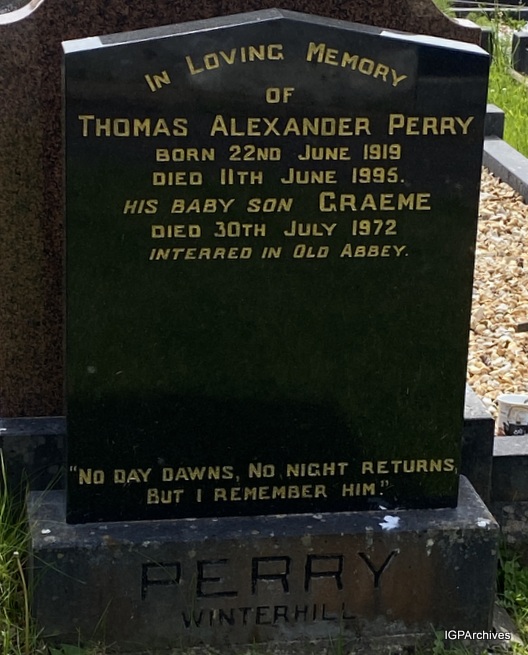 IN LOVING MEMORY
OF
THOMAS ALEXANDER PERRY
BORN 22ND JUNE 1919
DIED 11TH JUNE 1995.
HIS BABY SON GRAEME
DIED 30TH JULY 1972
INTERRED IN OLD ABBEY.
"NO DAY DAWNS, NO NIGHT RETURNS,
BUT I REMEMBER HIM."
PERRY
WINTERHILL
IGPArchives